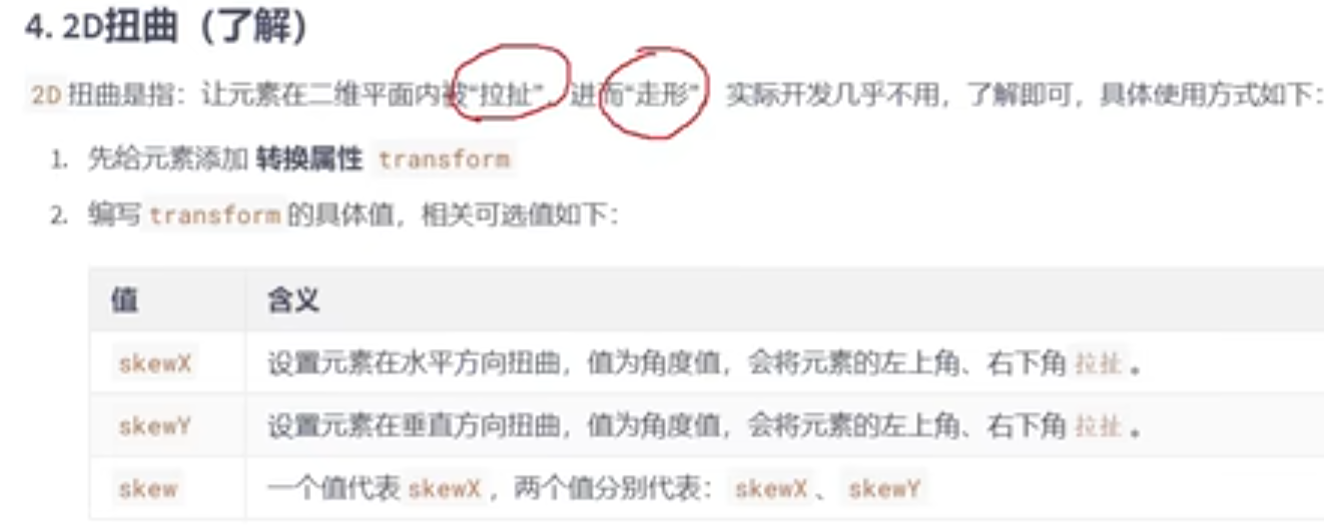 4. 2D扭曲（了解）
2D 扭曲是指：让元素在二维平面内被“拉扯”，进而“走形”，实际开发几乎不用，了解即可，具体使用方式如下：
1. 先给元素添加 转换属性 transform
2. 编写 transform 的具体值，相关可选值如下：
值 含义
skewX 设置元素在水平方向扭曲，值为角度值，会将元素的左上角、右下角 拉扯 。
skewY 设置元素在垂直方向扭曲，值为角度值，会将元素的左上角、右下角 拉扯 。
skew 一个值代表 skewX ，两个值分别代表： skewX 、 skewY